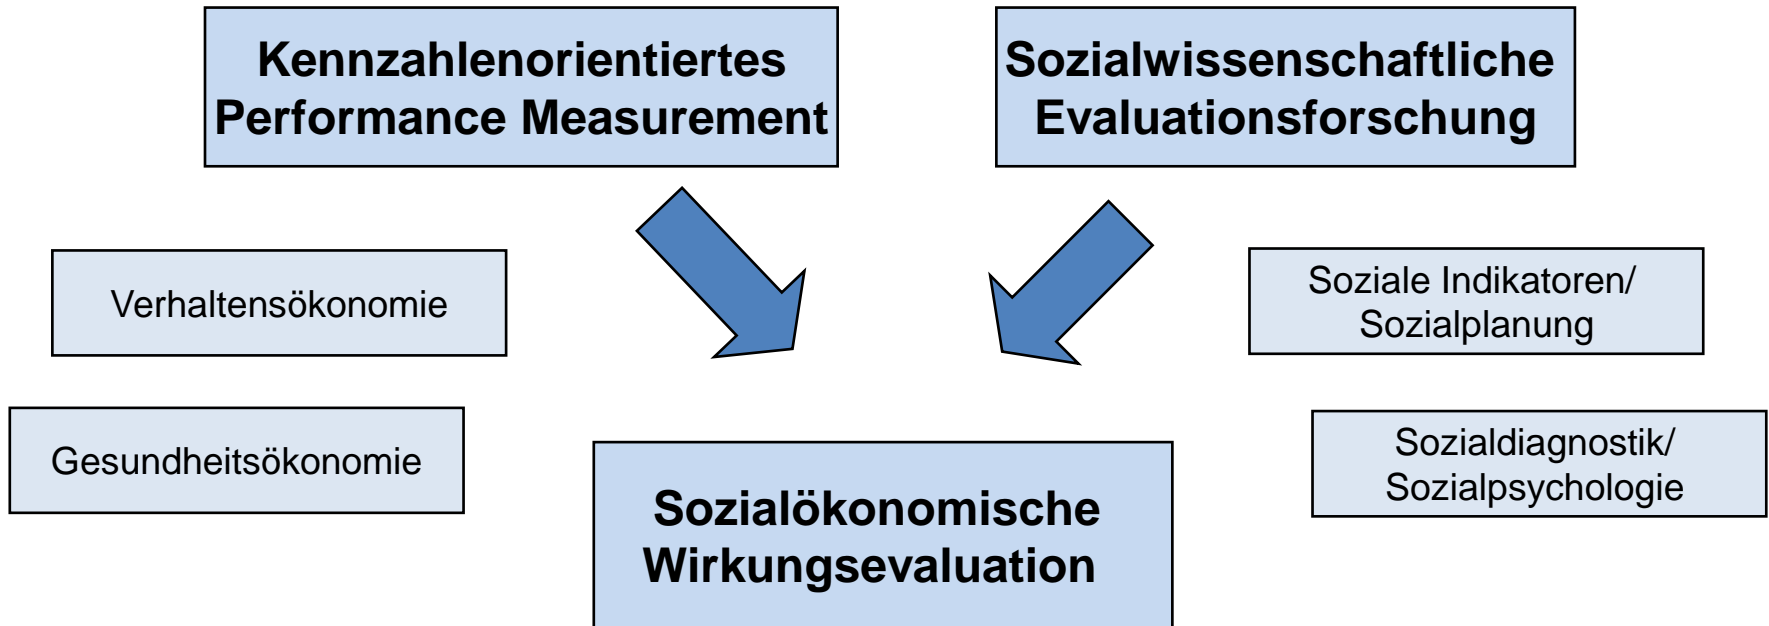 Kennzahlenorientiertes
Performance Measurement
Sozialwissenschaftliche
Evaluationsforschung
Verhaltensökonomie
Soziale Indikatoren/
Sozialplanung
Gesundheitsökonomie
Sozialdiagnostik/
Sozialpsychologie
Sozialökonomische
Wirkungsevaluation